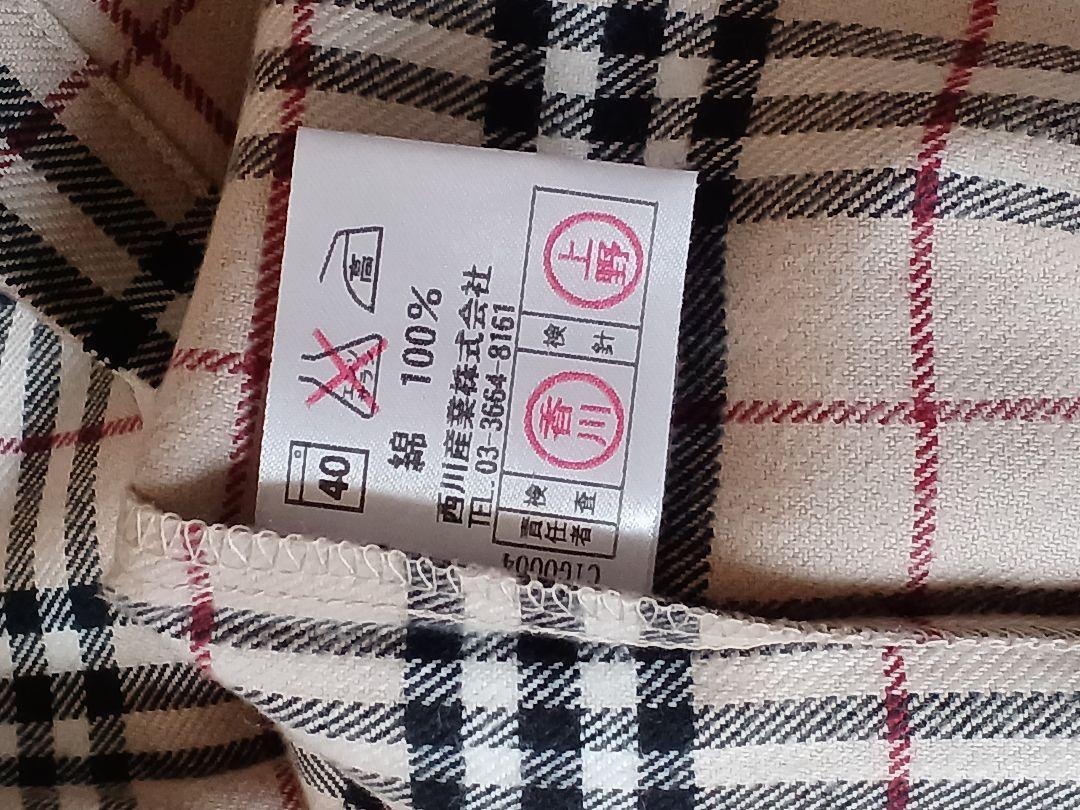 40
高
綿 100%
西川産業株式会社
TEL.03-3664-8161
責任者 検査 香川 検針 上野